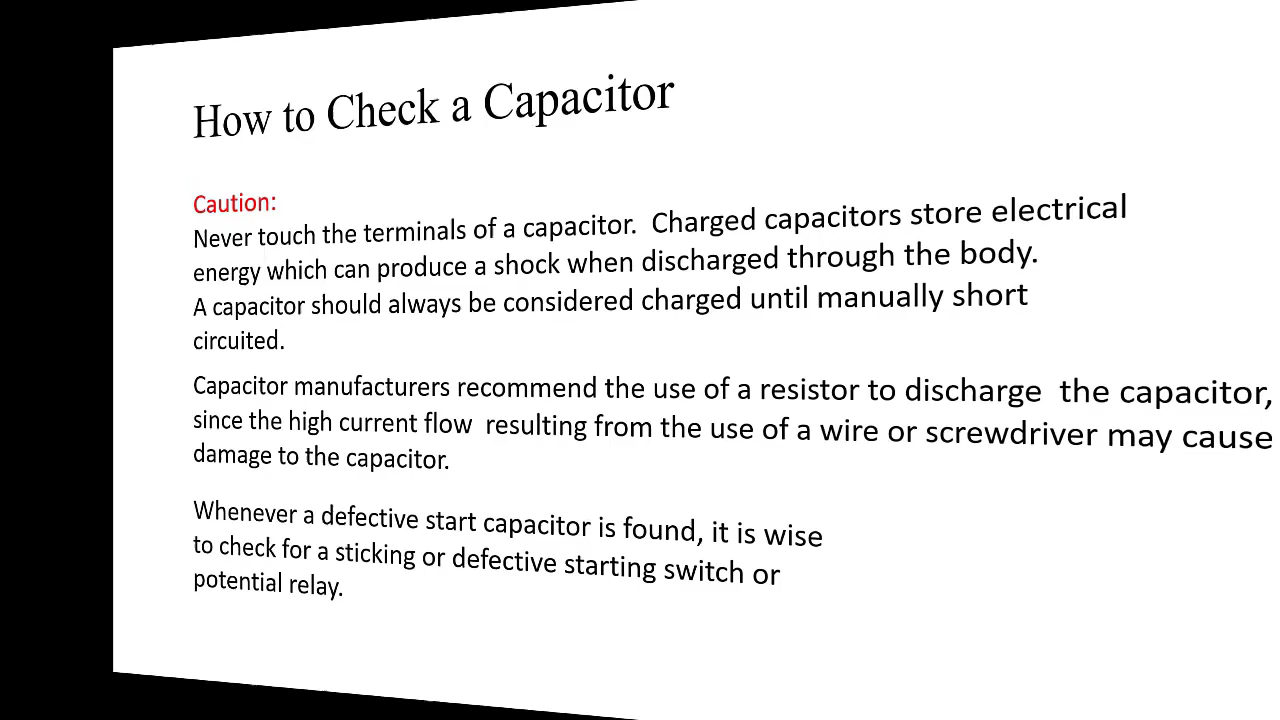 How to Check a Capacitor
Caution:
Never touch the terminals of a capacitor.  Charged capacitors store electrical
energy which can produce a shock when discharged through the body.
A capacitor should always be considered charged until manually short
circuited.
Capacitor manufacturers recommend the use of a resistor to discharge  the capacitor,
since the high current flow  resulting from the use of a wire or screwdriver may cause
damage to the capacitor.
Whenever a defective start capacitor is found, it is wise
to check for a sticking or defective starting switch or
potential relay.